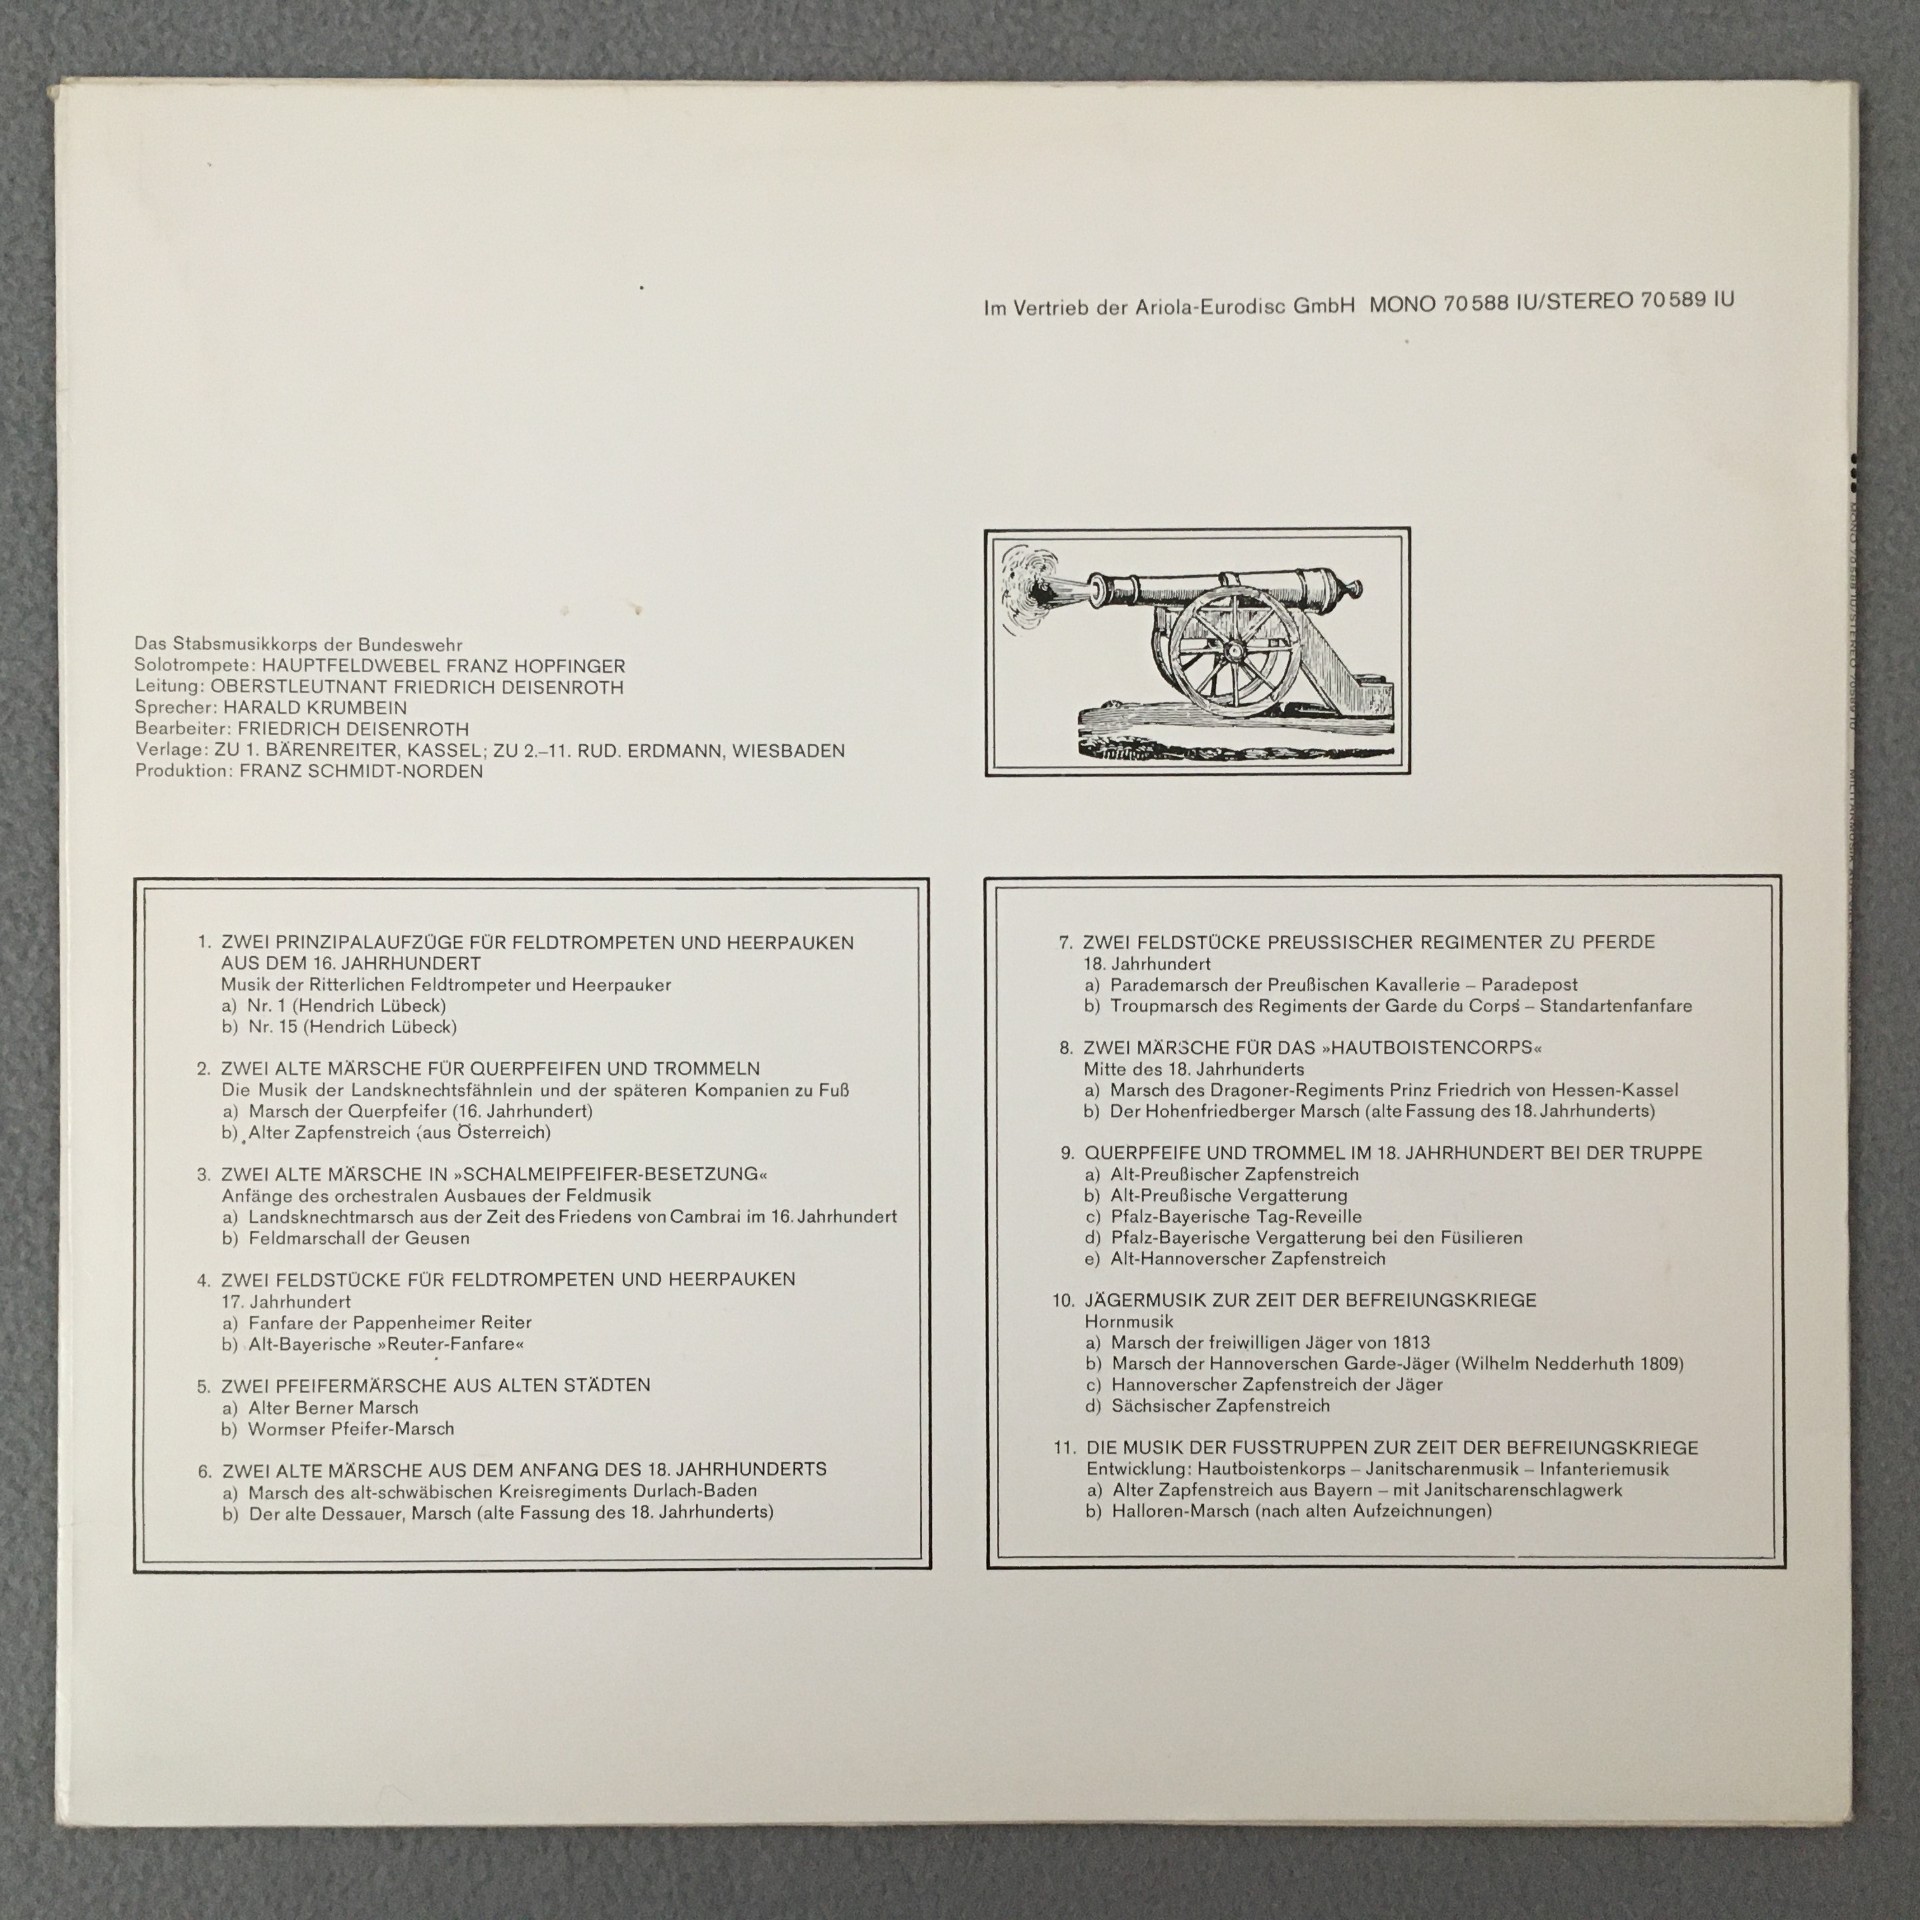 Im Vertrieb der Ariola-Eurodisc GmbH MONO 70 588 IU/STEREO 70 589 IU
Das Stabsmusikkorps der Bundeswehr
Solotrompete: HAUPTFELDWEBEL FRANZ HOPFINGER
Leitung: OBERSTLEUTNANT FRIEDRICH DEISENROTH
Sprecher: HARALD KRUMBEIN
Bearbeiter: FRIEDRICH DEISENROTH
Verlage: ZU 1. BÄRENREITER, KASSEL; ZU 2.–11. RUD. ERDMANN, WIESBADEN
Produktion: FRANZ SCHMIDT-NORDEN
1. ZWEI PRINZIPALAUFZÜGE FÜR FELDTROMPETEN UND HEERPAUKEN
AUS DEM 16. JAHRHUNDERT
Musik der Ritterlichen Feldtrompeter und Heerpauker
a) Nr. 1 (Hendrich Lübeck)
b) Nr. 15 (Hendrich Lübeck)
2. ZWEI ALTE MÄRSCHE FÜR QUERPFEIFEN UND TROMMELN
Die Musik der Landsknechtsfähnlein und der späteren Kompanien zu Fuß
a) Marsch der Querpfeifer (16. Jahrhundert)
b) Alter Zapfenstreich (aus Österreich)
3. ZWEI ALTE MÄRSCHE IN »SCHALMEIPFEIFER-BESETZUNG«
Anfänge des orchestralen Ausbaues der Feldmusik
a) Landsknechtmarsch aus der Zeit des Friedens von Cambrai im 16. Jahrhundert
b) Feldmarschall der Geusen
4. ZWEI FELDSTÜCKE FÜR FELDTROMPETEN UND HEERPAUKEN
17. Jahrhundert
a) Fanfare der Pappenheimer Reiter
b) Alt-Bayerische »Reuter-Fanfare«
5. ZWEI PFEIFERMÄRSCHE AUS ALTEN STÄDTEN
a) Alter Berner Marsch
b) Wormser Pfeifer-Marsch
6. ZWEI ALTE MÄRSCHE AUS DEM ANFANG DES 18. JAHRHUNDERTS
a) Marsch des alt-schwäbischen Kreisregiments Durlach-Baden
b) Der alte Dessauer, Marsch (alte Fassung des 18. Jahrhunderts)
7. ZWEI FELDSTÜCKE PREUSSISCHER REGIMENTER ZU PFERDE
18. Jahrhundert
a) Parademarsch der Preußischen Kavallerie – Paradepost
b) Troupmarsch des Regiments der Garde du Corps – Standartenfanfare
8. ZWEI MÄRSCHE FÜR DAS »HAUTBOISTENCORPS«
Mitte des 18. Jahrhunderts
a) Marsch des Dragoner-Regiments Prinz Friedrich von Hessen-Kassel
b) Der Hohenfriedberger Marsch (alte Fassung des 18. Jahrhunderts)
9. QUERPFEIFE UND TROMMEL IM 18. JAHRHUNDERT BEI DER TRUPPE
a) Alt-Preußischer Zapfenstreich
b) Alt-Preußische Vergatterung
c) Pfalz-Bayerische Tag-Reveille
d) Pfalz-Bayerische Vergatterung bei den Füsilieren
e) Alt-Hannoverscher Zapfenstreich
10. JÄGERMUSIK ZUR ZEIT DER BEFREIUNGSKRIEGE
Hornmusik
a) Marsch der freiwilligen Jäger von 1813
b) Marsch der Hannoverschen Garde-Jäger (Wilhelm Nedderhuth 1809)
c) Hannoverscher Zapfenstreich der Jäger
d) Sächsischer Zapfenstreich
11. DIE MUSIK DER FUSSTRUPPEN ZUR ZEIT DER BEFREIUNGSKRIEGE
Entwicklung: Hautboistenkorps – Janitscharenmusik – Infanteriemusik
a) Alter Zapfenstreich aus Bayern – mit Janitscharenschlagwerk
b) Halloren-Marsch (nach alten Aufzeichnungen)
MONO 70 588 IU/STEREO 70 589 IU